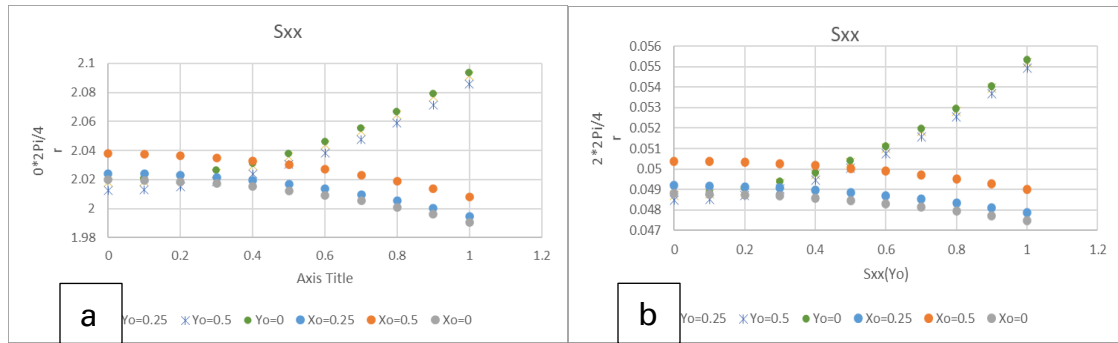 Sxx
2.1
2.08
2.06
2.04
2.02
2
1.98
0*2Pi/4
r
0 0.2 0.4 0.6 0.8 1 1.2
Axis Title
a
Yo=0.25 Yo=0.5 Yo=0 Xo=0.25 Xo=0.5 Xo=0
Sxx
0.056
0.055
0.054
0.053
0.052
0.051
0.05
0.049
0.048
0.047
2 *2Pi/4
r
0 0.2 0.4 0.6 0.8 1 1.2
Sxx(Yo)
b
Yo=0.25 Yo=0.5 Yo=0 Xo=0.25 Xo=0.5 Xo=0